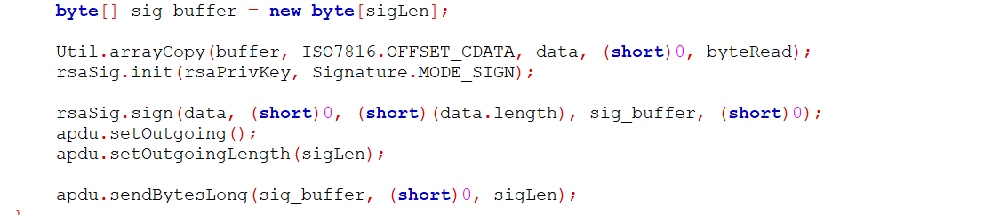 byte[] sig_buffer = new byte[sigLen];
Util.arrayCopy(buffer, ISO7816.OFFSET_CDATA, data, (short)0, byteRead);
rsaSig.init(rsaPrivKey, Signature.MODE_SIGN);
rsaSig.sign(data, (short)0, (short)(data.length), sig_buffer, (short)0);
apdu.setOutgoing();
apdu.setOutgoingLength(sigLen);
apdu.sendBytesLong(sig_buffer, (short)0, sigLen);